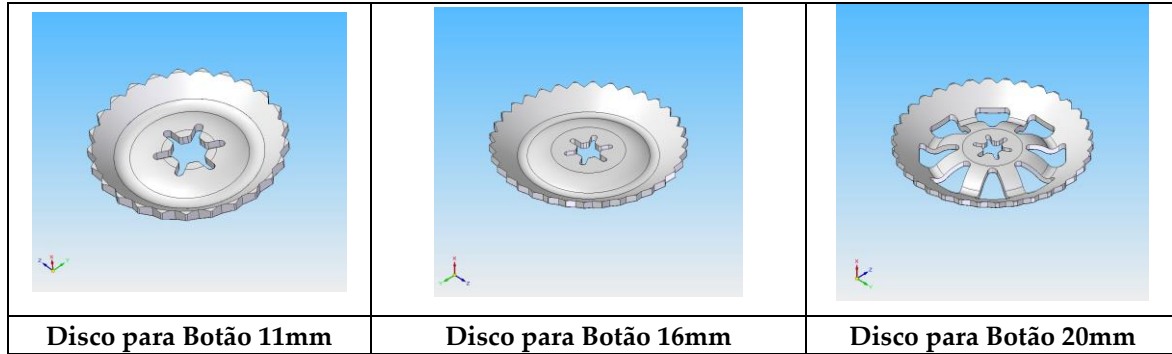 Disco para Botão 11mm
Disco para Botão 16mm
Disco para Botão 20mm